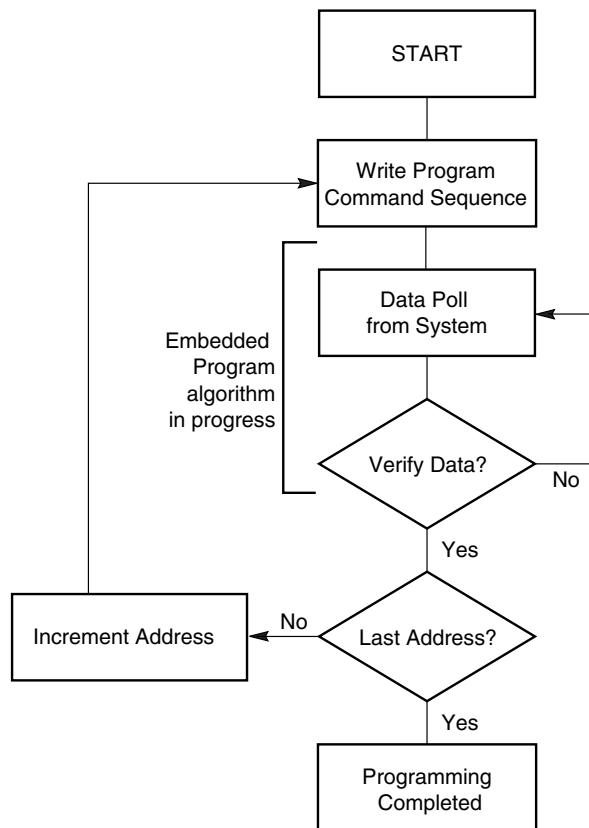 START
Write Program
Command Sequence
Data Poll
from System
Embedded
Program
algorithm
in progress
Verify Data?
No
Yes
Last Address?
No
Increment Address
Yes
Programming
Completed